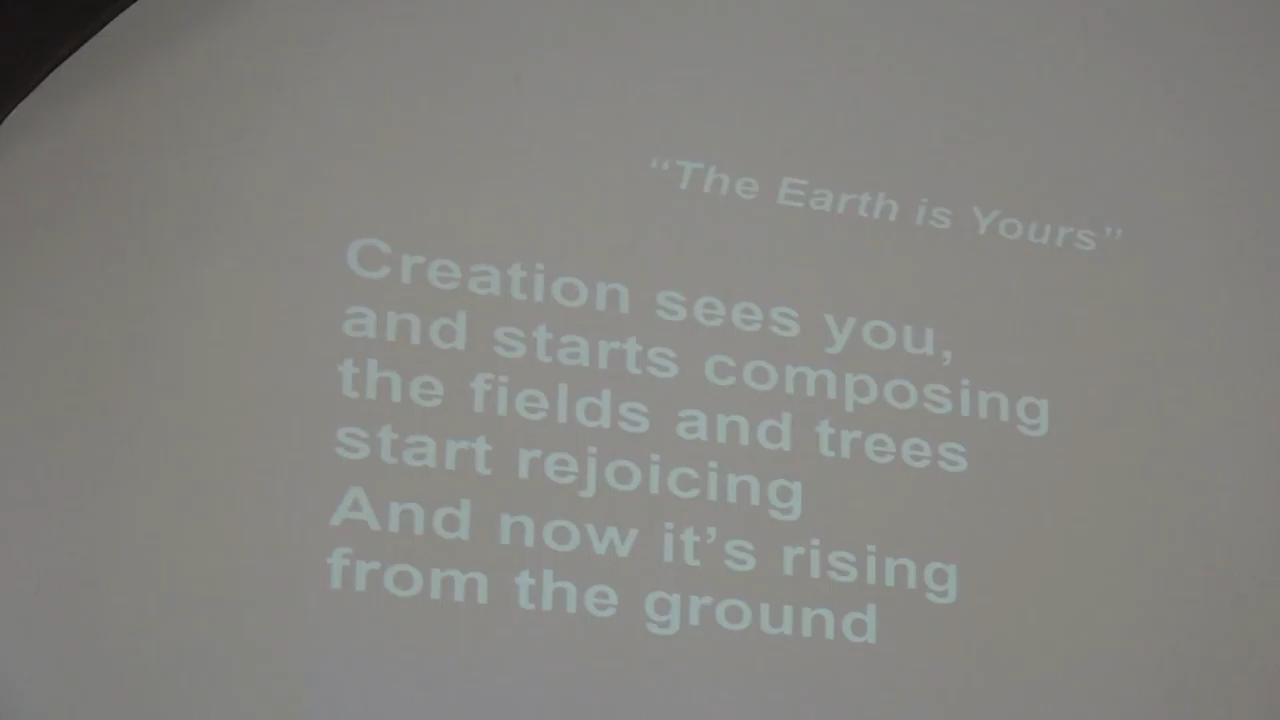 “The Earth is Yours”
Creation sees you,
and starts composing
the fields and trees
start rejoicing
And now it’s rising
from the ground